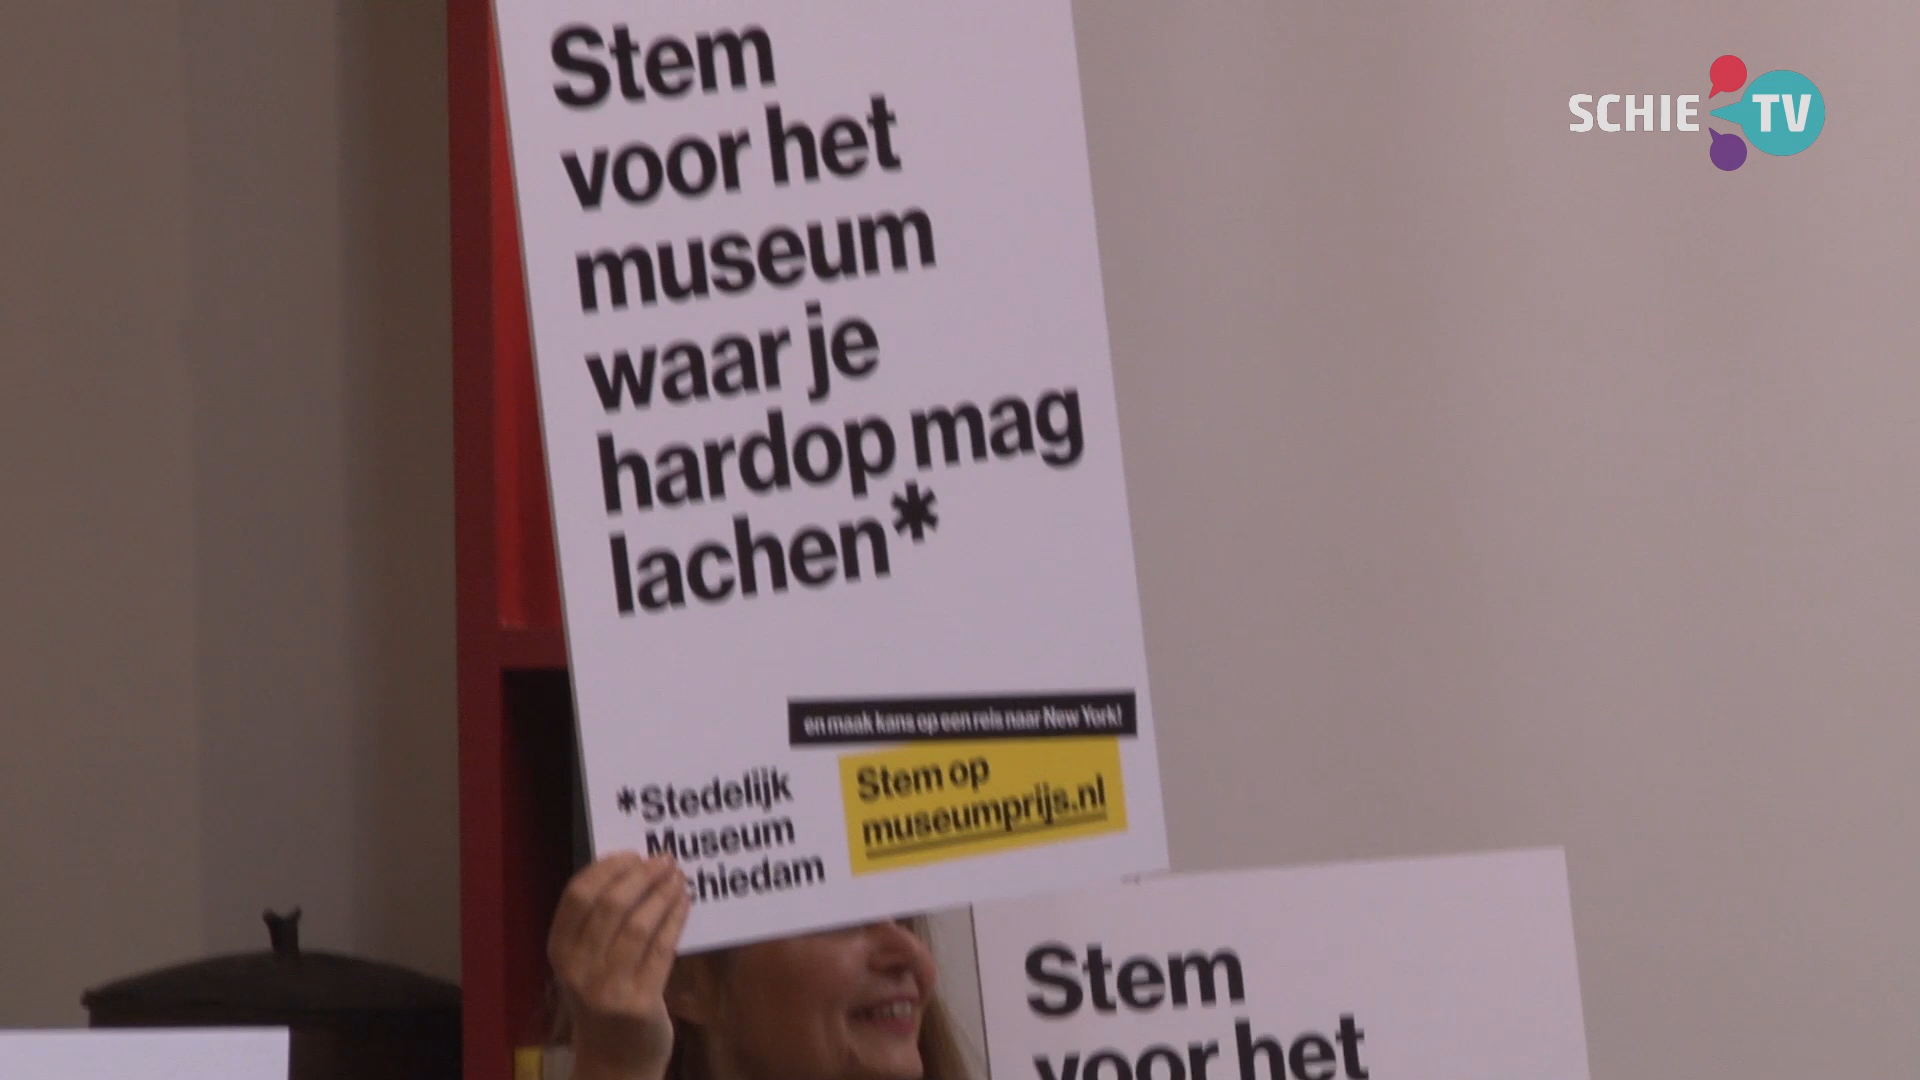 Stem
voor het
museum
waar je
hardop mag
lachen*
en maak kans op een reis naar New York!
Stem op
museumprijs.nl
*Stedelijk
Museum
chiedam
Stem
voor het
SCHIE TV